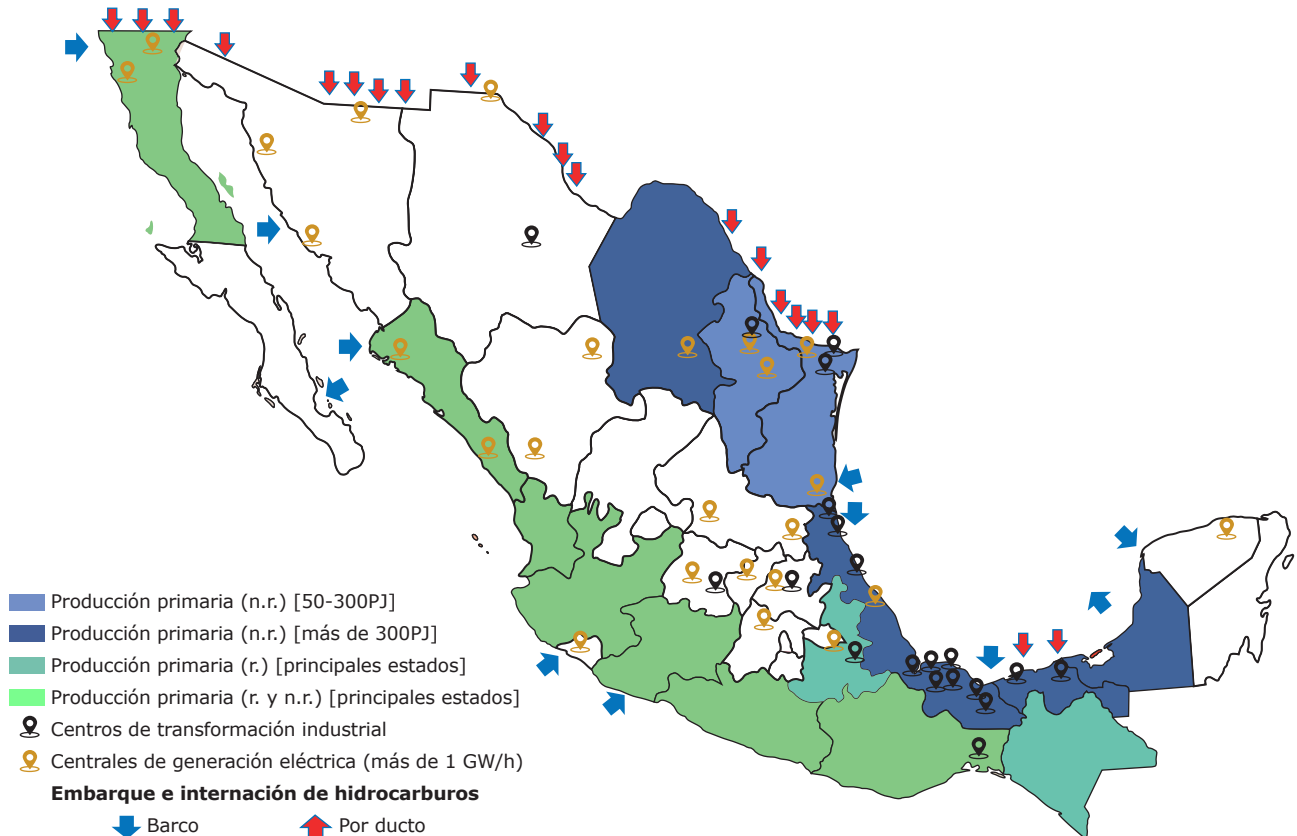 Producción primaria (n.r.) [50-300PJ]
Producción primaria (n.r.) [más de 300PJ]
Producción primaria (r.) [principales estados]
Producción primaria (r. y n.r.) [principales estados]
Centros de transformación industrial
Centrales de generación eléctrica (más de 1 GW/h)
Embarque e internación de hidrocarburos
Barco Por ducto